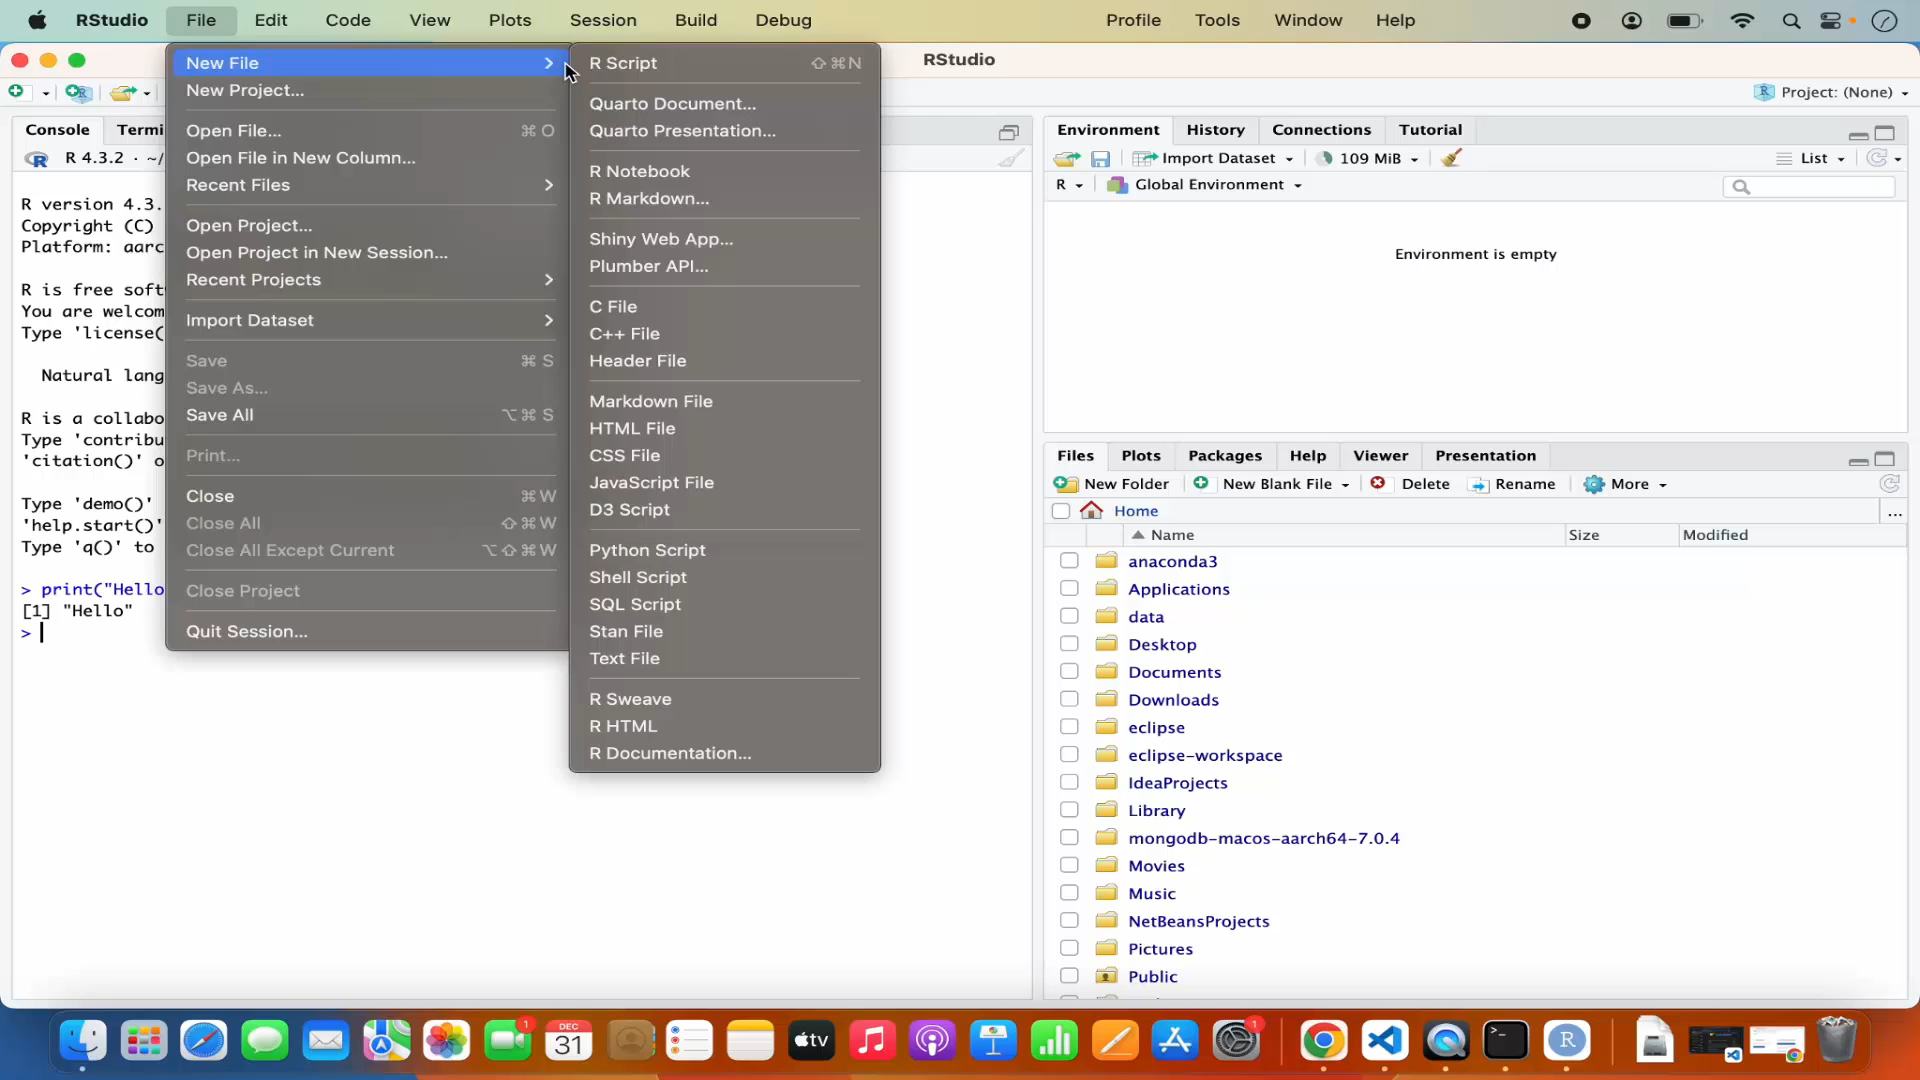 RStudio File Edit Code View Plots Session Build Debug Profile Tools Window Help
RStudio
Project: (None)
Console Termi
R 4.3.2 · ~/
R version 4.3.
Copyright (C)
Platform: aarc
R is free soft
You are welcom
Type 'license(
Natural lang
R is a collabo
Type 'contribu
'citation()' o
Type 'demo()'
'help.start()'
Type 'q()' to
> print("Hello
[1] "Hello"
>
New File
New Project...
Open File... ⌘ O
Open File in New Column...
Recent Files
Open Project...
Open Project in New Session...
Recent Projects
Import Dataset
Save ⌘ S
Save As...
Save All ⌥⌘ S
Print...
Close ⌘W
Close All ⇧⌘W
Close All Except Current ⌥⇧⌘W
Close Project
Quit Session...
R Script ⇧⌘N
Quarto Document...
Quarto Presentation...
R Notebook
R Markdown...
Shiny Web App...
Plumber API...
C File
C++ File
Header File
Markdown File
HTML File
CSS File
JavaScript File
D3 Script
Python Script
Shell Script
SQL Script
Stan File
Text File
R Sweave
R HTML
R Documentation...
Environment History Connections Tutorial
Import Dataset 109 MiB List
R Global Environment
Environment is empty
Files Plots Packages Help Viewer Presentation
New Folder New Blank File Delete Rename More
Home ...
Name Size Modified
anaconda3
Applications
data
Desktop
Documents
Downloads
eclipse
eclipse-workspace
IdeaProjects
Library
mongodb-macos-aarch64-7.0.4
Movies
Music
NetBeansProjects
Pictures
Public
1
DEC
31
tv
1
>_
R